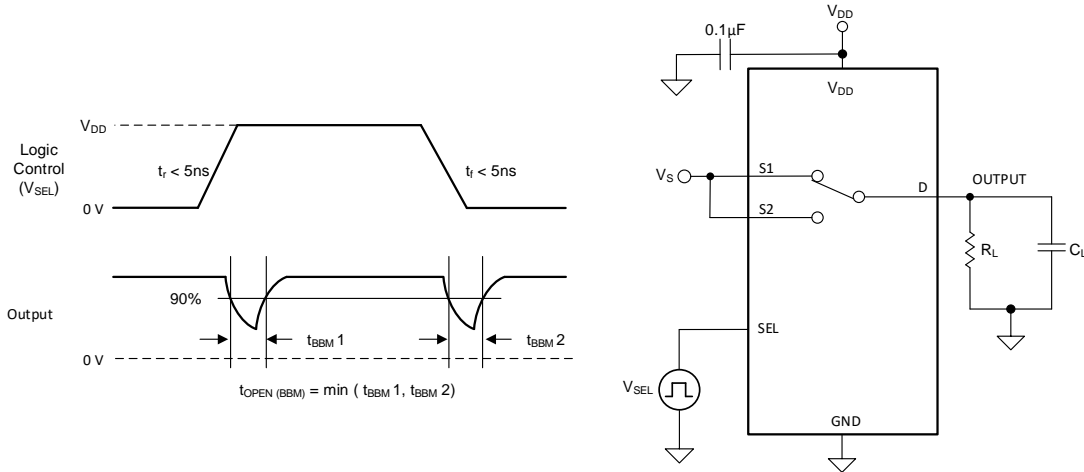 V_DD
Logic
Control
(V_SEL)
t_r < 5ns
t_f < 5ns
0 V
Output
90%
t_BBM 1
t_BBM 2
0 V
t_OPEN (BBM) = min ( t_BBM 1, t_BBM 2)
V_DD
0.1μF
V_DD
V_S
S1
S2
D
OUTPUT
R_L
C_L
SEL
V_SEL
GND